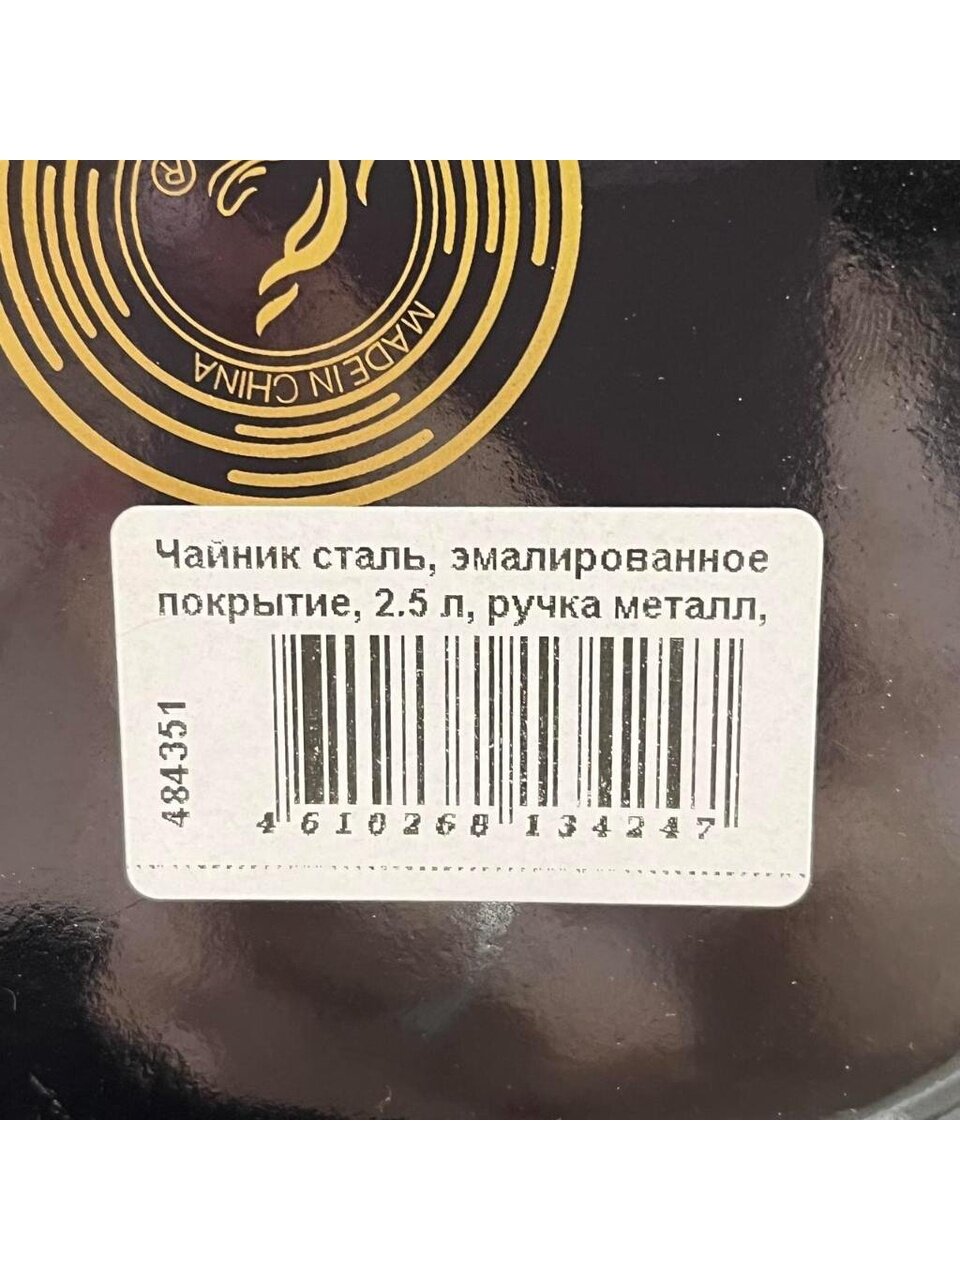 ®
MADE IN CHINA
Чайник сталь, эмалированное
покрытие, 2.5 л, ручка металл,
484351
4 610268 134247